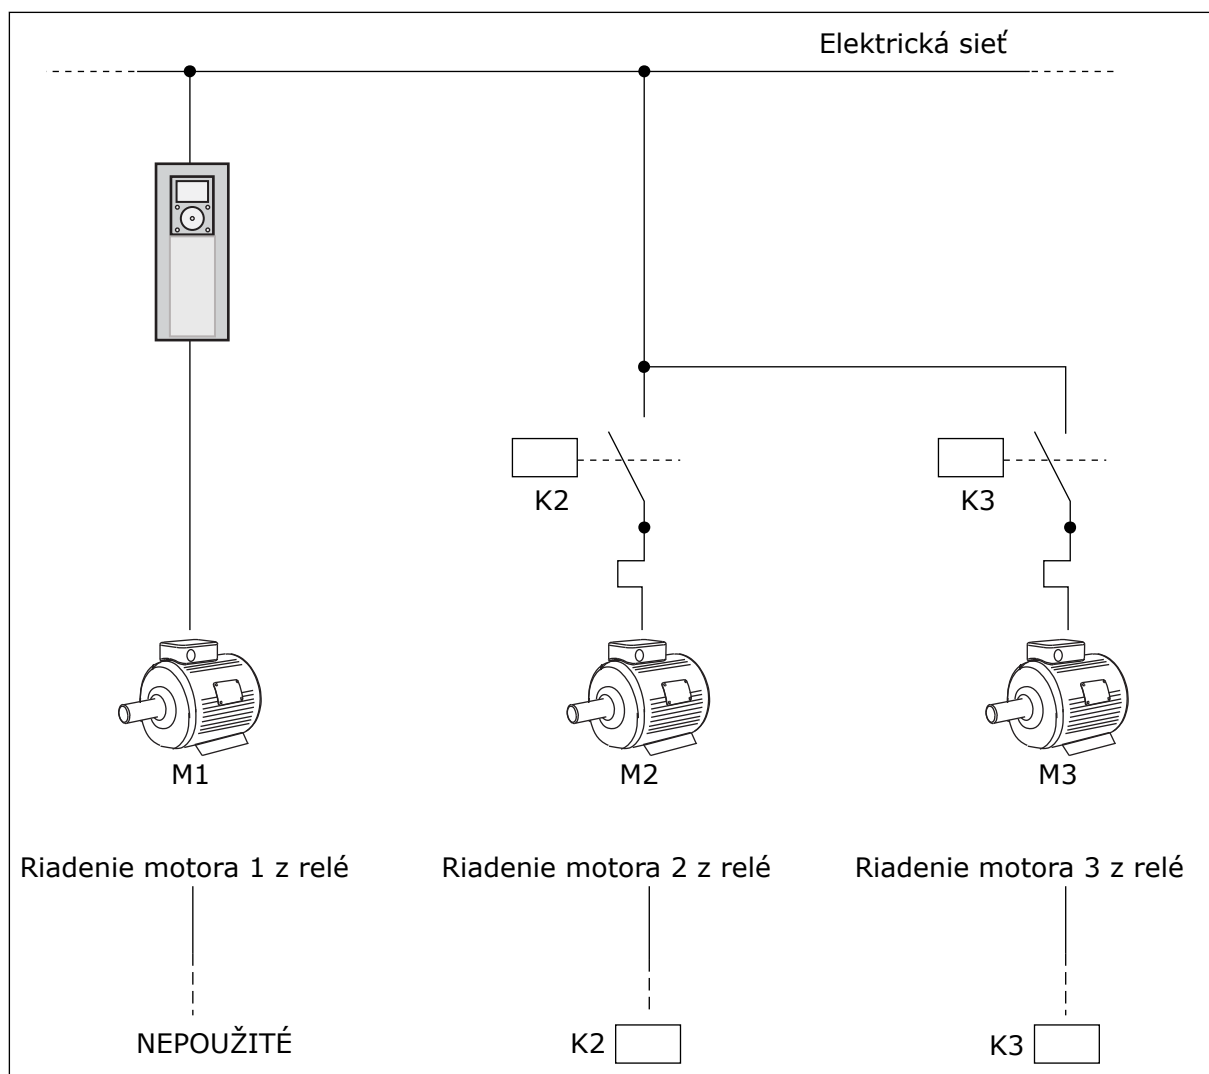 Elektrická sieť
K2
K3
M1
M2
M3
Riadenie motora 1 z relé
Riadenie motora 2 z relé
Riadenie motora 3 z relé
NEPOUŽITÉ
K2
K3